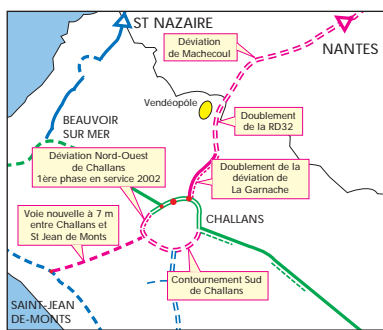 ST NAZAIRE
NANTES
Déviation
de Machecoul
Vendéopôle
Doublement
de la RD32
BEAUVOIR
SUR MER
Déviation Nord-Ouest
de Challans
1ère phase en service 2002
Doublement de la
déviation de
La Garnache
Voie nouvelle à 7 m
entre Challans et
St Jean de Monts
CHALLANS
Contournement Sud
de Challans
SAINT-JEAN
DE-MONTS